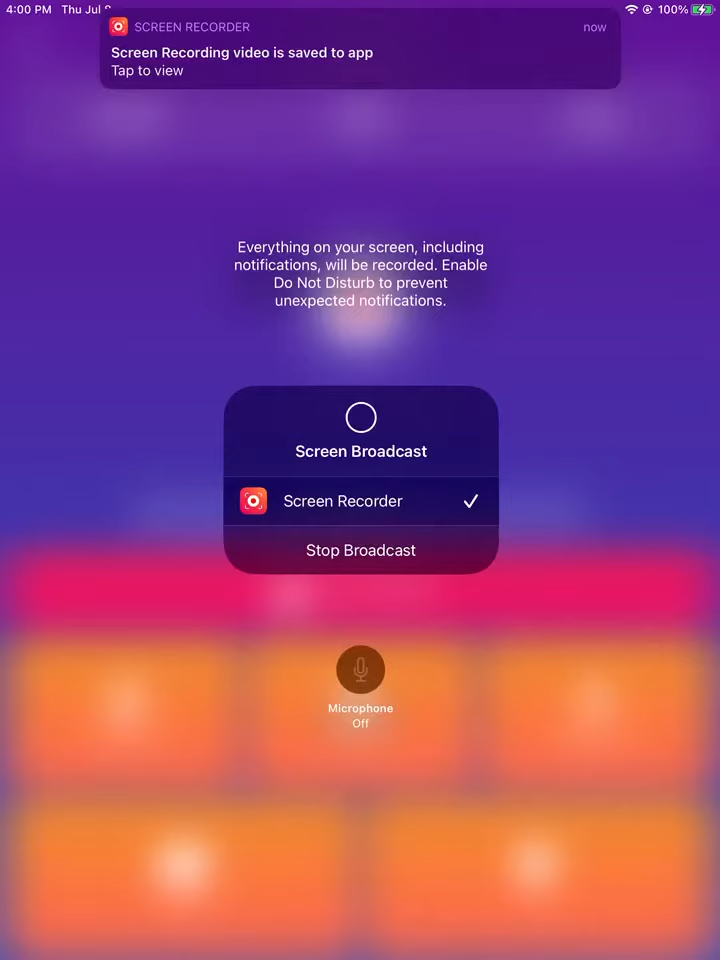 4:00 PM Thu Jul
100%
SCREEN RECORDER
now
Screen Recording video is saved to app
Tap to view
Everything on your screen, including
notifications, will be recorded. Enable
Do Not Disturb to prevent
unexpected notifications.
Screen Broadcast
Screen Recorder
Stop Broadcast
Microphone
Off